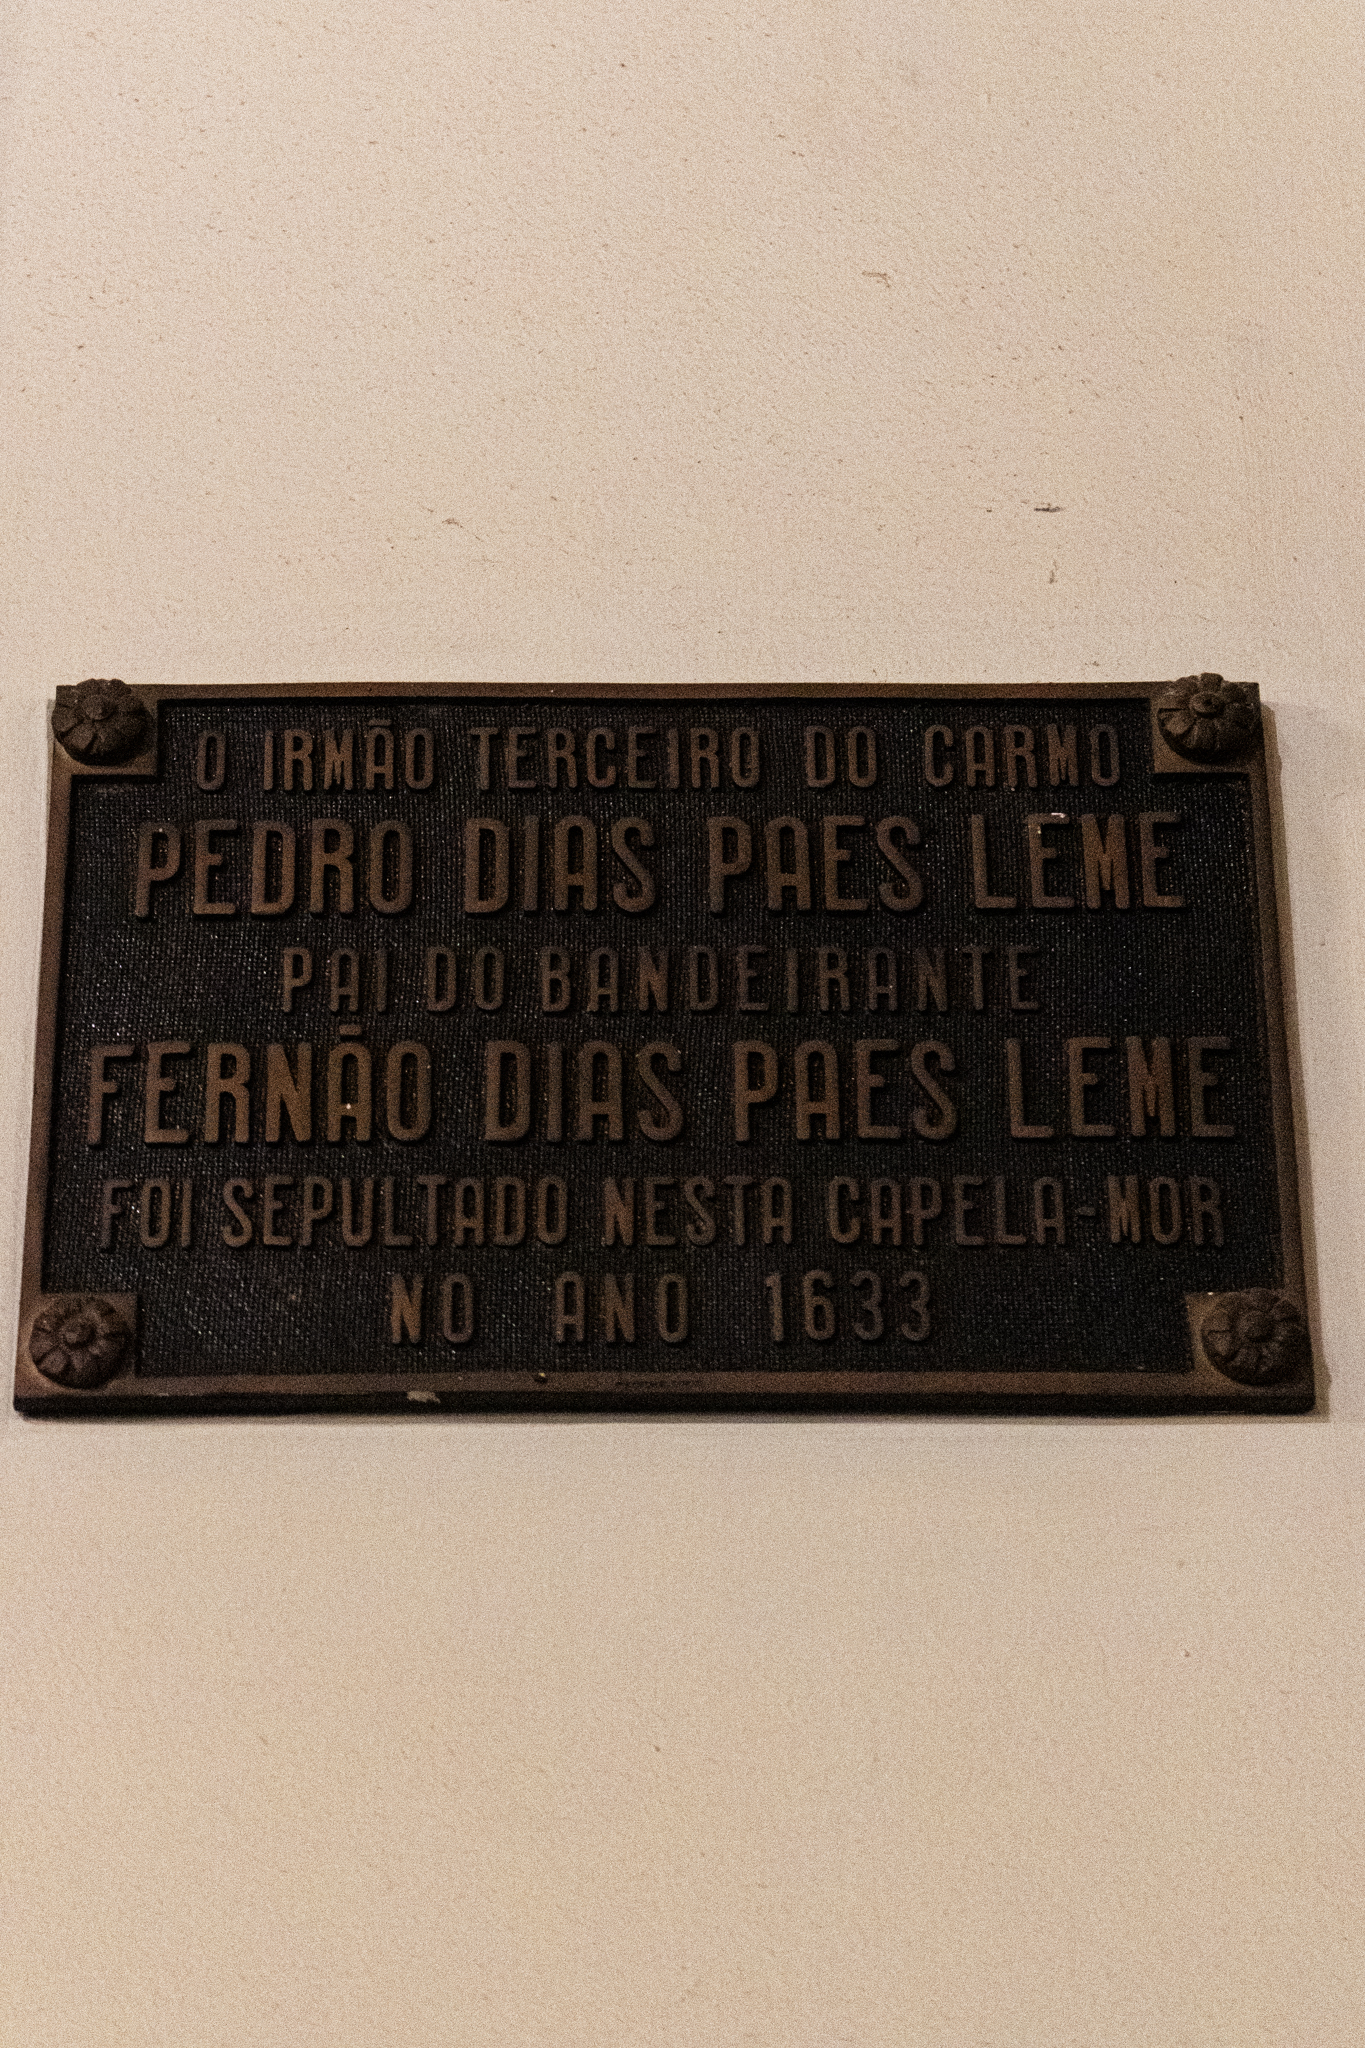 O IRMÃO TERCEIRO DO CARMO
PEDRO DIAS PAES LEME
PAI DO BANDEIRANTE
FERNÃO DIAS PAES LEME
FOI SEPULTADO NESTA CAPELA-MOR
NO ANO 1633